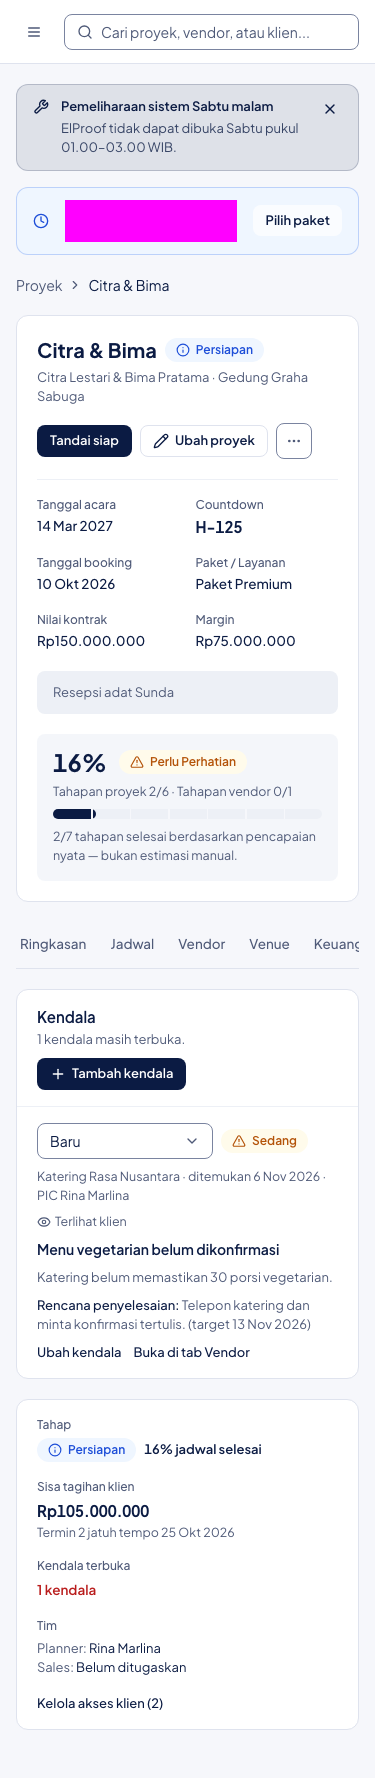 Cari proyek, vendor, atau klien...
Pemeliharaan sistem Sabtu malam
ElProof tidak dapat dibuka Sabtu pukul
01.00–03.00 WIB.
Pilih paket
Proyek > Citra & Bima
Citra & Bima Persiapan
Citra Lestari & Bima Pratama · Gedung Graha
Sabuga
Tandai siap Ubah proyek ...
Tanggal acara Countdown
14 Mar 2027 H-125
Tanggal booking Paket / Layanan
10 Okt 2026 Paket Premium
Nilai kontrak Margin
Rp150.000.000 Rp75.000.000
Resepsi adat Sunda
16% Perlu Perhatian
Tahapan proyek 2/6 · Tahapan vendor 0/1
2/7 tahapan selesai berdasarkan pencapaian
nyata — bukan estimasi manual.
Ringkasan Jadwal Vendor Venue Keuang
Kendala
1 kendala masih terbuka.
+ Tambah kendala
Baru Sedang
Katering Rasa Nusantara · ditemukan 6 Nov 2026 ·
PIC Rina Marlina
Terlihat klien
Menu vegetarian belum dikonfirmasi
Katering belum memastikan 30 porsi vegetarian.
Rencana penyelesaian: Telepon katering dan
minta konfirmasi tertulis. (target 13 Nov 2026)
Ubah kendala Buka di tab Vendor
Tahap
Persiapan 16% jadwal selesai
Sisa tagihan klien
Rp105.000.000
Termin 2 jatuh tempo 25 Okt 2026
Kendala terbuka
1 kendala
Tim
Planner: Rina Marlina
Sales: Belum ditugaskan
Kelola akses klien (2)